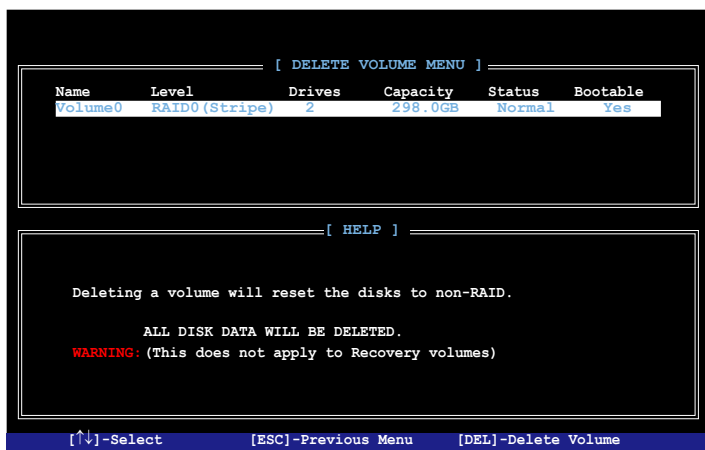 [ DELETE VOLUME MENU ]
Name Level Drives Capacity Status Bootable
Volume0 RAID0(Stripe) 2 298.0GB Normal Yes
[ HELP ]
Deleting a volume will reset the disks to non-RAID.
ALL DISK DATA WILL BE DELETED.
WARNING: (This does not apply to Recovery volumes)
[↑↓]-Select [ESC]-Previous Menu [DEL]-Delete Volume